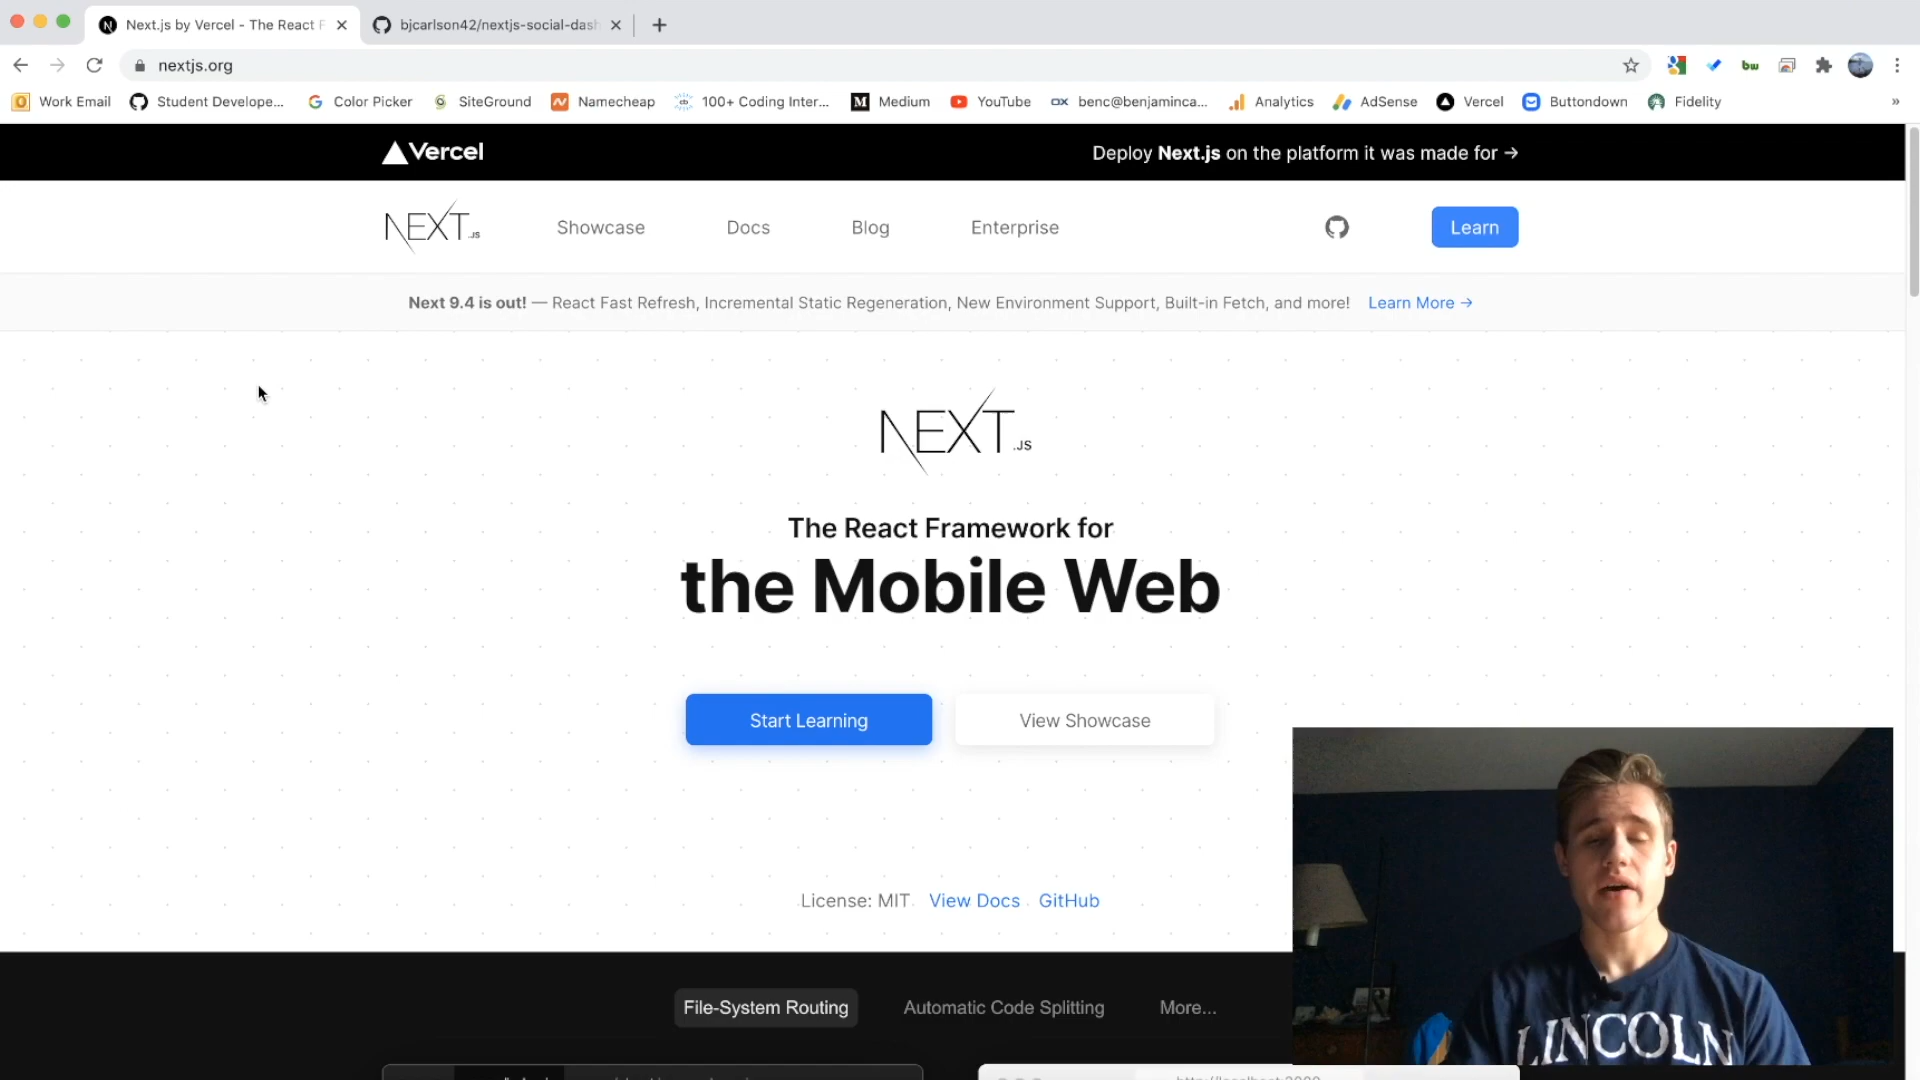 Next.js by Vercel - The React F
bjcarlson42/nextjs-social-dash
nextjs.org
Work Email
Student Develope...
Color Picker
SiteGround
Namecheap
100+ Coding Inter...
Medium
YouTube
benc@benjaminca...
Analytics
AdSense
Vercel
Buttondown
Fidelity
Vercel
Deploy Next.js on the platform it was made for →
NEXT.JS
Showcase
Docs
Blog
Enterprise
Learn
Next 9.4 is out! — React Fast Refresh, Incremental Static Regeneration, New Environment Support, Built-in Fetch, and more! Learn More →
NEXT.JS
The React Framework for
the Mobile Web
Start Learning
View Showcase
License: MIT View Docs GitHub
File-System Routing
Automatic Code Splitting
More...
LINCOLN